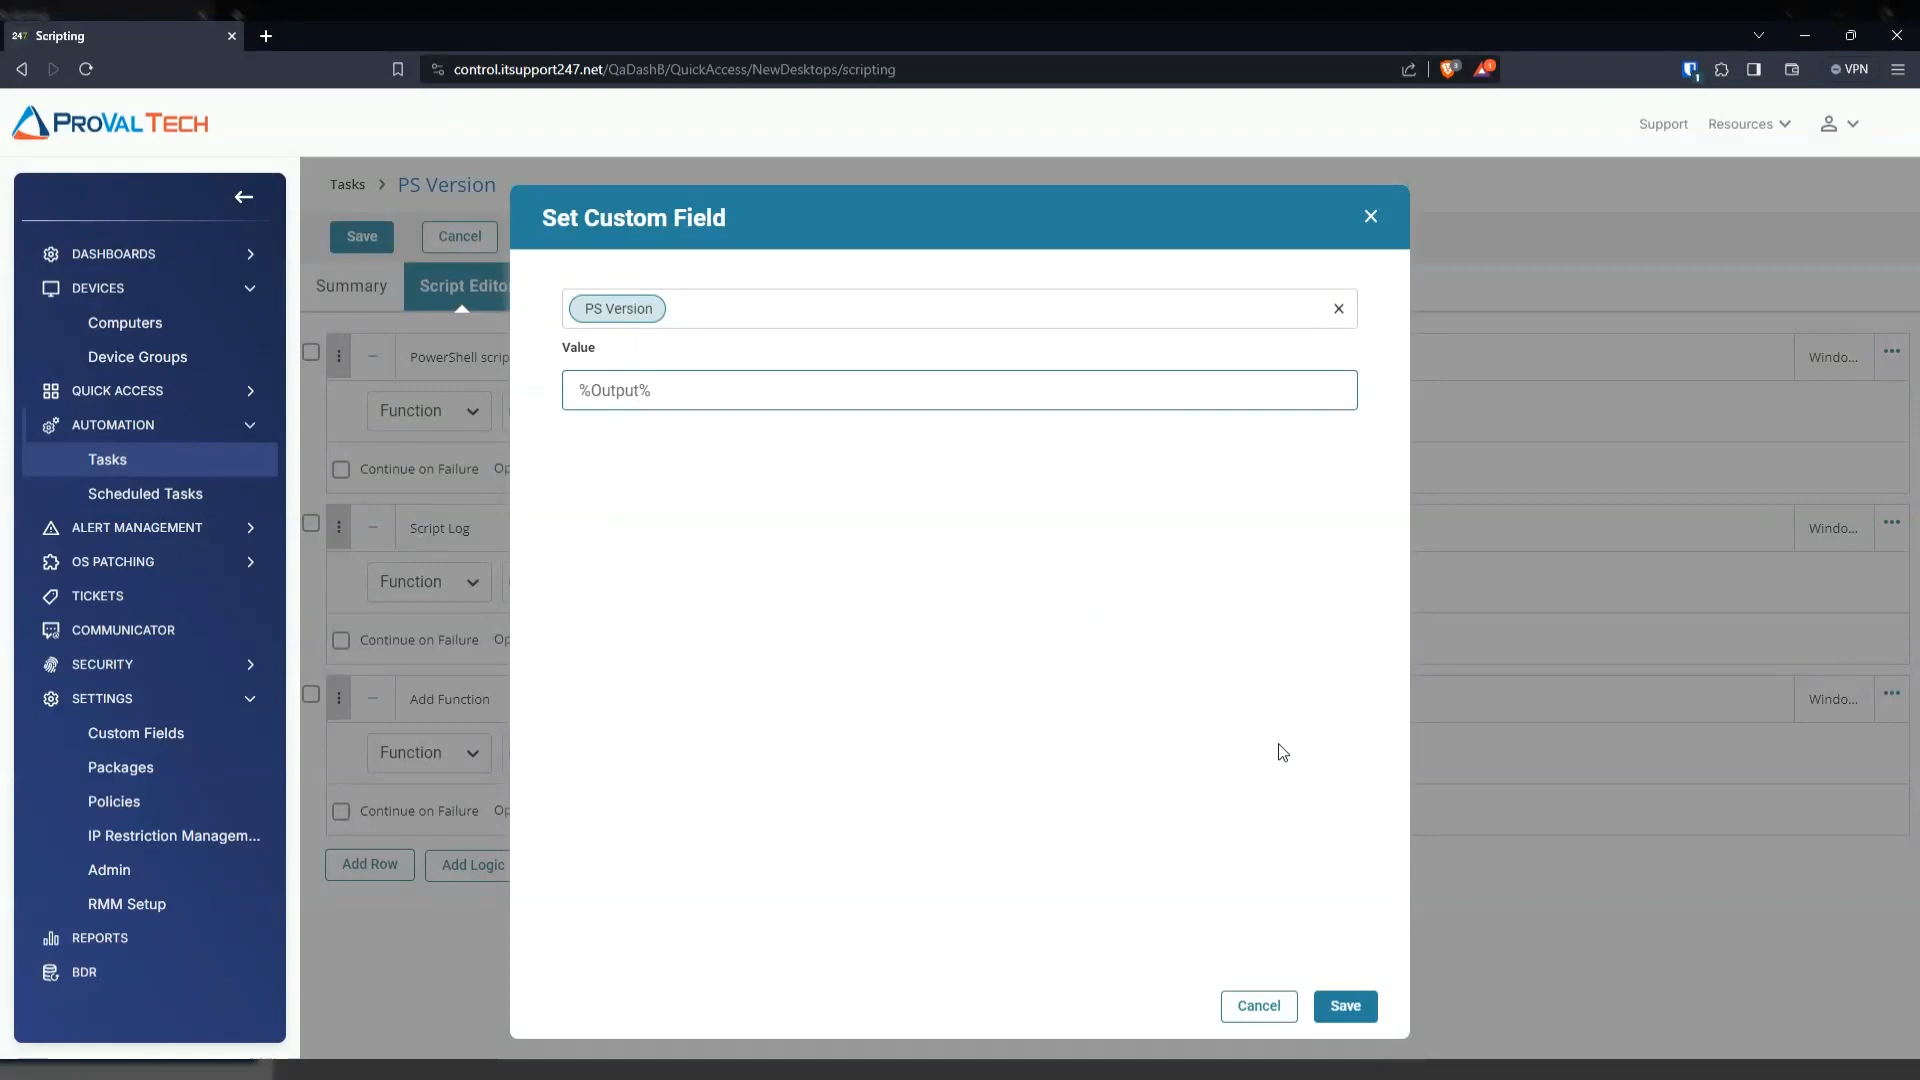 247 Scripting
control.itsupport247.net/QaDashB/QuickAccess/NewDesktops/scripting
VPN
PROVAL TECH
Support
Resources
Tasks > PS Version
Save
Cancel
Summary
Script Edito
DASHBOARDS
DEVICES
Computers
Device Groups
QUICK ACCESS
AUTOMATION
Tasks
Scheduled Tasks
ALERT MANAGEMENT
OS PATCHING
TICKETS
COMMUNICATOR
SECURITY
SETTINGS
Custom Fields
Packages
Policies
IP Restriction Managem...
Admin
RMM Setup
REPORTS
BDR
PowerShell scrip
Windo...
Function
Continue on Failure Op
Script Log
Windo...
Function
Continue on Failure Op
Add Function
Windo...
Function
Continue on Failure Op
Add Row
Add Logic
Set Custom Field
PS Version
Value
%Output%
Cancel
Save